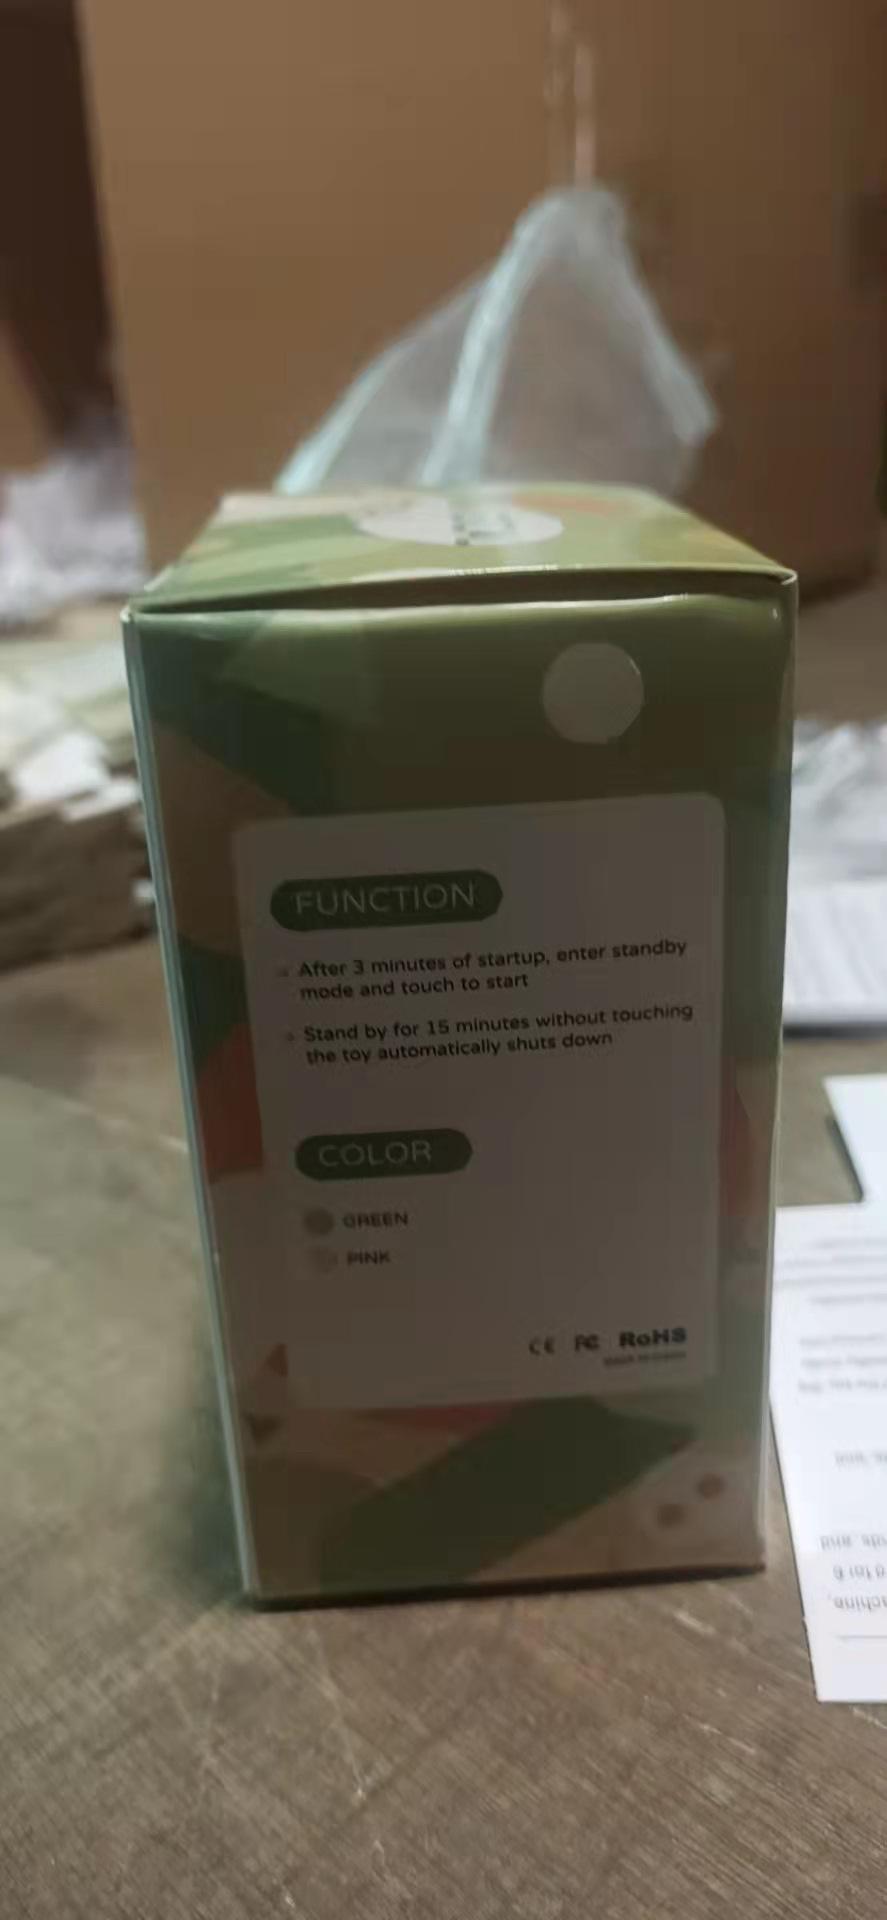 FUNCTION
After 3 minutes of startup, enter standby
mode and touch to start
Stand by for 15 minutes without touching
the toy automatically shuts down
COLOR
GREEN
PINK
CE FC RoHS